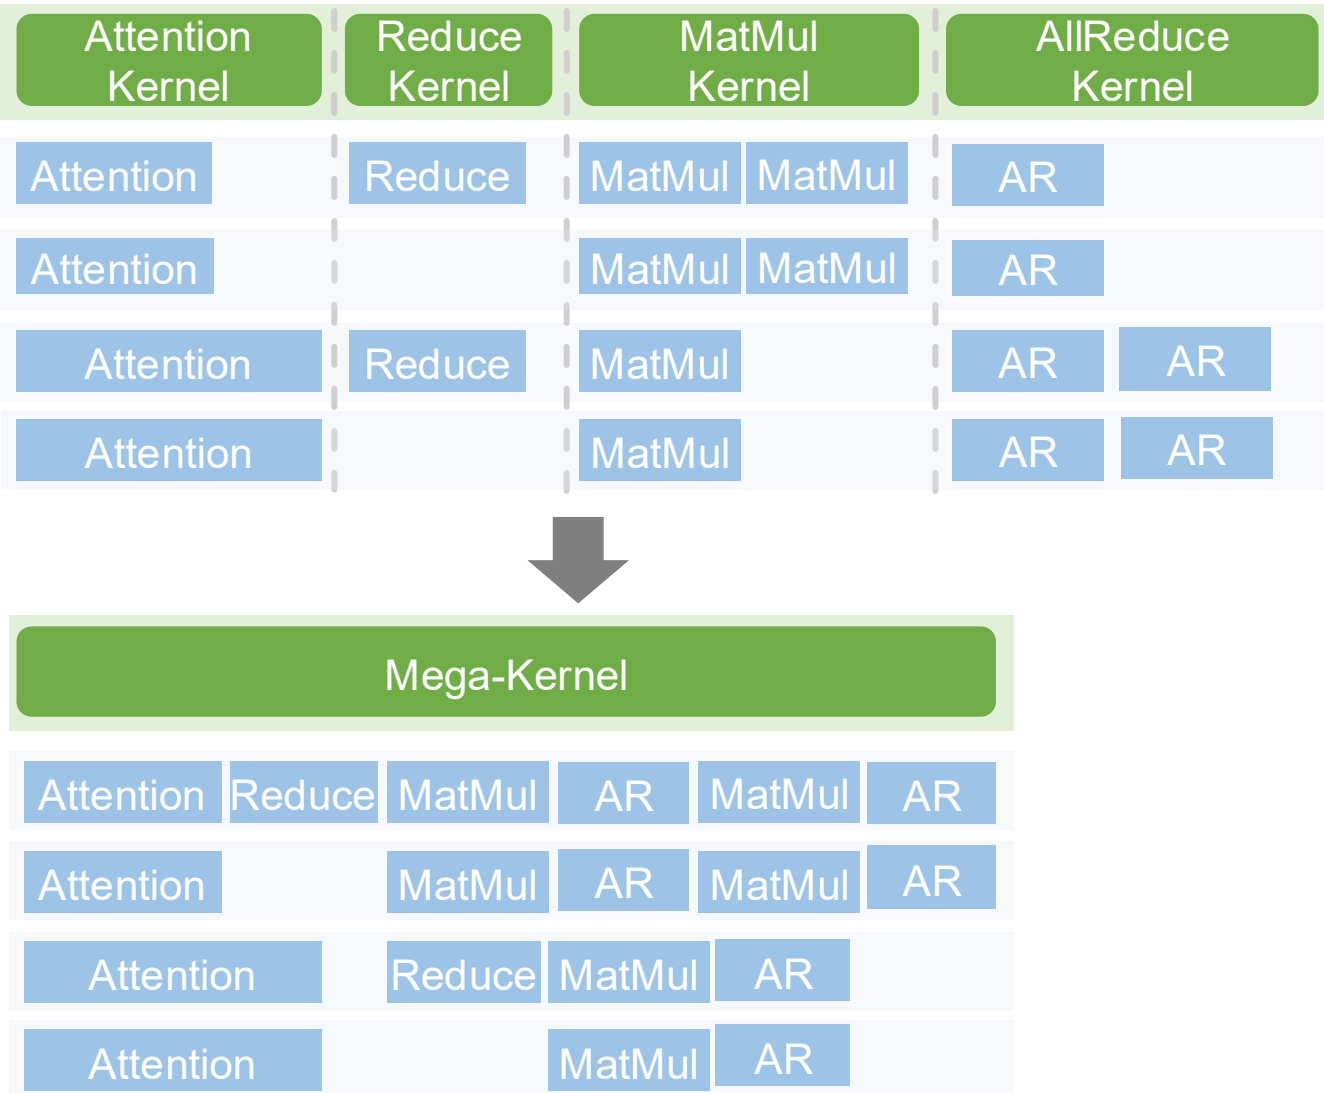 Attention Kernel
Reduce Kernel
MatMul Kernel
AllReduce Kernel
Attention Reduce MatMul MatMul AR
Attention MatMul MatMul AR
Attention Reduce MatMul AR AR
Attention MatMul AR AR
Mega-Kernel
Attention Reduce MatMul AR MatMul AR
Attention MatMul AR MatMul AR
Attention Reduce MatMul AR
Attention MatMul AR